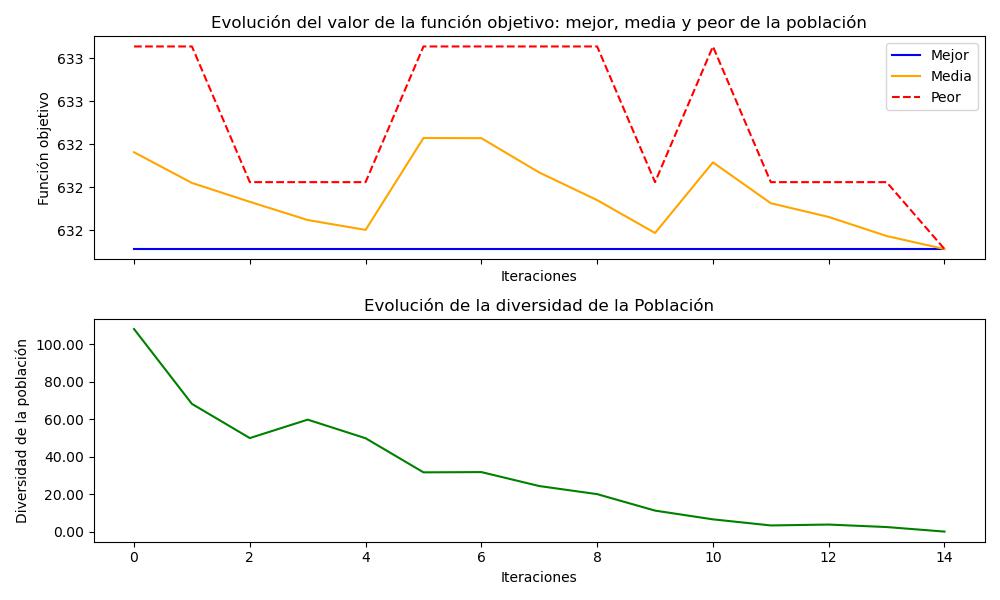 Evolución del valor de la función objetivo: mejor, media y peor de la población
Función objetivo
633
633
632
632
632
Mejor
Media
Peor
Iteraciones
Evolución de la diversidad de la Población
Diversidad de la población
100.00
80.00
60.00
40.00
20.00
0.00
0 2 4 6 8 10 12 14
Iteraciones